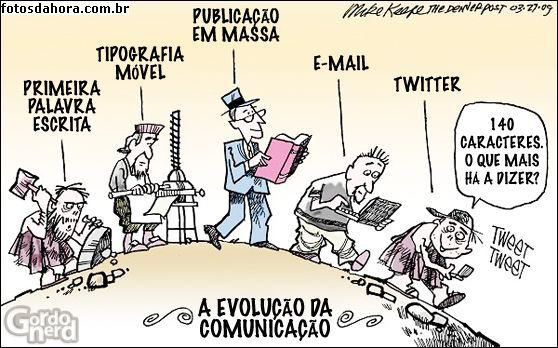 fotosdahora.com.br
Mike Keefe THE DENVER POST 03·27·09
PRIMEIRA
PALAVRA
ESCRITA
TIPOGRAFIA
MÓVEL
PUBLICAÇÃO
EM MASSA
E-MAIL
TWITTER
140
CARACTERES.
O QUE MAIS
HÁ A DIZER?
TWEET
TWEET
A EVOLUÇÃO DA
COMUNICAÇÃO
Gordo
nerd